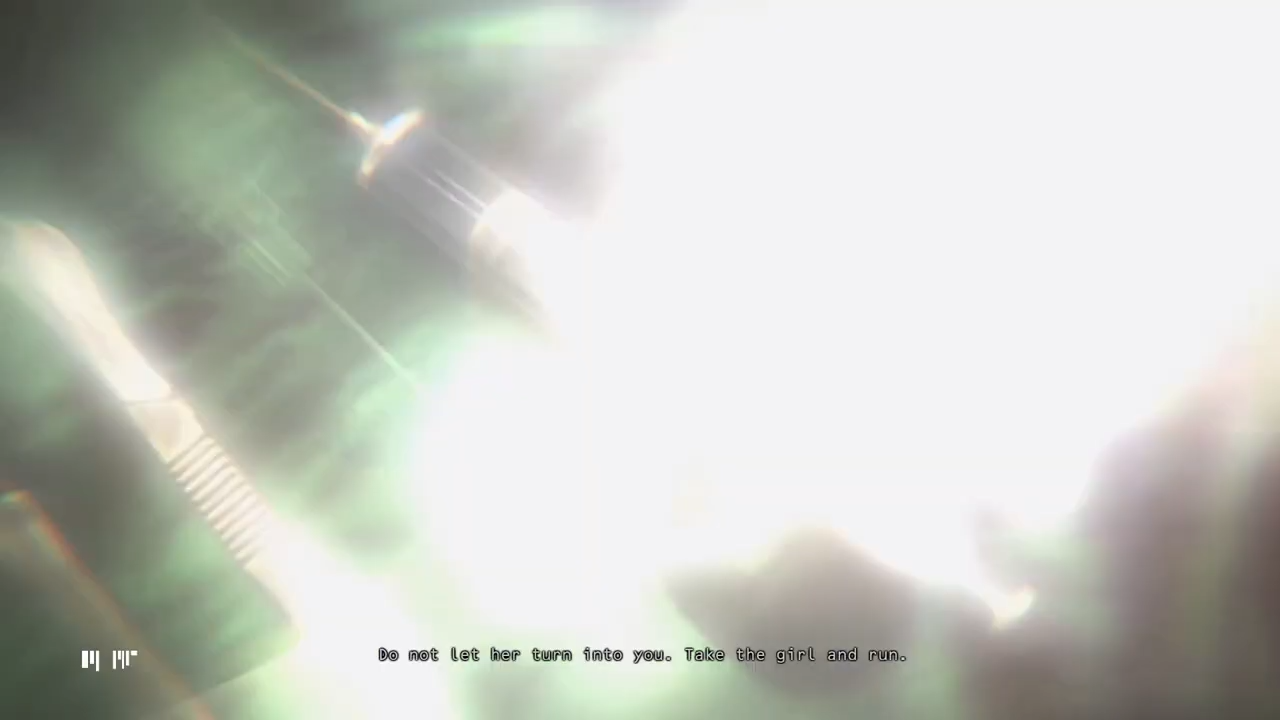 Do not let her turn into you. Take the girl and run.